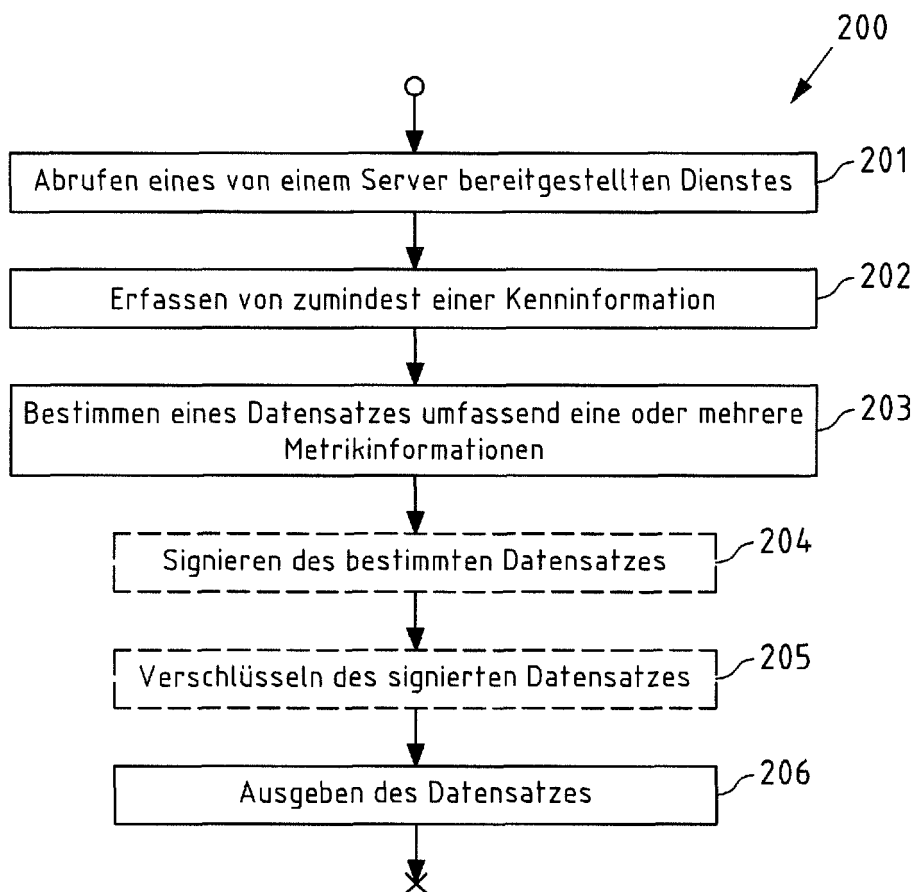 200
Abrufen eines von einem Server bereitgestellten Dienstes
201
Erfassen von zumindest einer Kenninformation
202
Bestimmen eines Datensatzes umfassend eine oder mehrere
Metrikinformationen
203
Signieren des bestimmten Datensatzes
204
Verschlüsseln des signierten Datensatzes
205
Ausgeben des Datensatzes
206